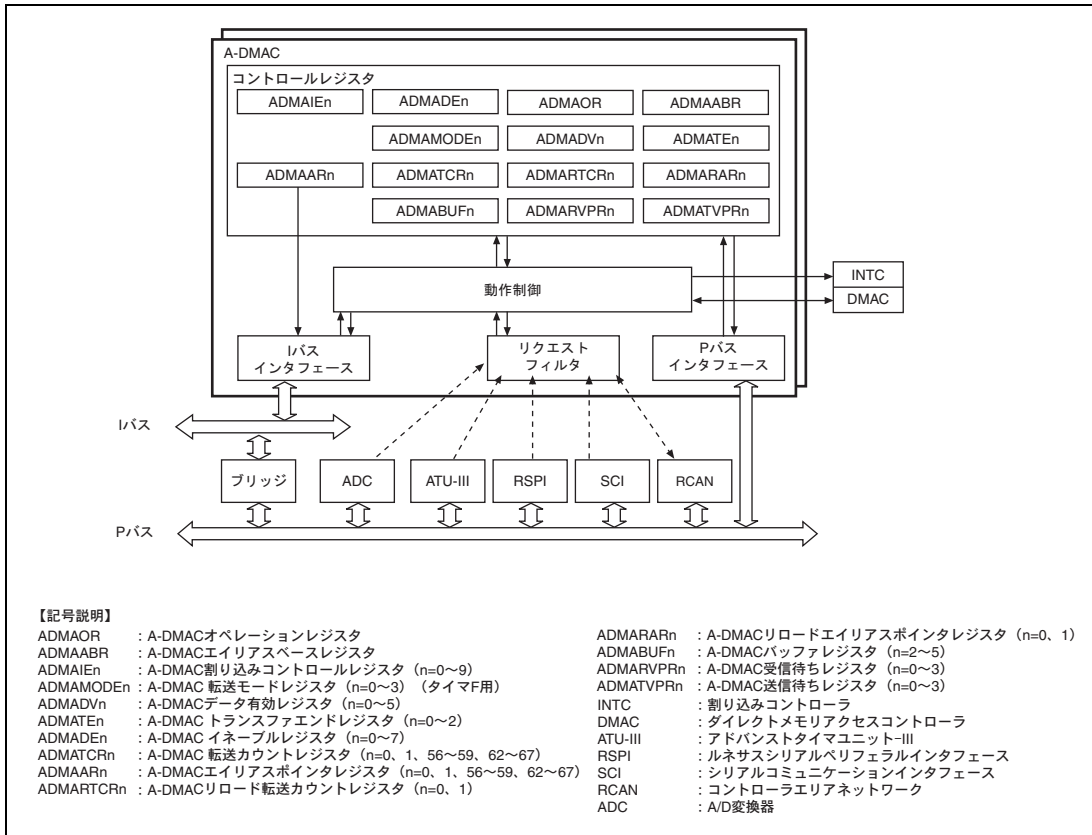 A-DMAC
コントロールレジスタ
ADMAIEn
ADMADEn
ADMAOR
ADMAABR
ADMAMODEn
ADMADVn
ADMATEn
ADMAARn
ADMATCRn
ADMARTCRn
ADMARARn
ADMABUFn
ADMARVPRn
ADMATVPRn
動作制御
INTC
DMAC
Iバス
インタフェース
リクエスト
フィルタ
Pバス
インタフェース
Iバス
ブリッジ
ADC
ATU-III
RSPI
SCI
RCAN
Pバス
【記号説明】
ADMAOR : A-DMACオペレーションレジスタ
ADMAABR : A-DMACエイリアスベースレジスタ
ADMAIEn : A-DMAC割り込みコントロールレジスタ(n=0~9)
ADMAMODEn : A-DMAC 転送モードレジスタ(n=0~3)(タイマF用)
ADMADVn : A-DMACデータ有効レジスタ(n=0~5)
ADMATEn : A-DMAC トランスファエンドレジスタ(n=0~2)
ADMADEn : A-DMAC イネーブルレジスタ(n=0~7)
ADMATCRn : A-DMAC 転送カウントレジスタ(n=0、1、56~59、62~67)
ADMAARn : A-DMACエイリアスポインタレジスタ(n=0、1、56~59、62~67)
ADMARTCRn : A-DMACリロード転送カウントレジスタ(n=0、1)
ADMARARn : A-DMACリロードエイリアスポインタレジスタ(n=0、1)
ADMABUFn : A-DMACバッファレジスタ(n=2~5)
ADMARVPRn : A-DMAC受信待ちレジスタ(n=0~3)
ADMATVPRn : A-DMAC送信待ちレジスタ(n=0~3)
INTC : 割り込みコントローラ
DMAC : ダイレクトメモリアクセスコントローラ
ATU-III : アドバンストタイマユニット-III
RSPI : ルネサスシリアルペリフェラルインタフェース
SCI : シリアルコミュニケーションインタフェース
RCAN : コントローラエリアネットワーク
ADC : A/D変換器